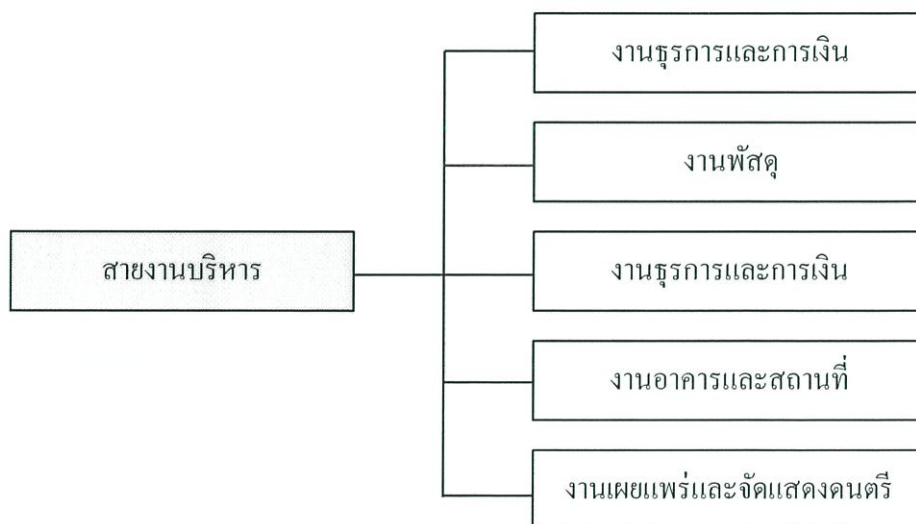 งานธุรการและการเงิน
งานพัสดุ
สายงานบริหาร
งานธุรการและการเงิน
งานอาคารและสถานที่
งานเผยแพร่และจัดแสดงดนตรี